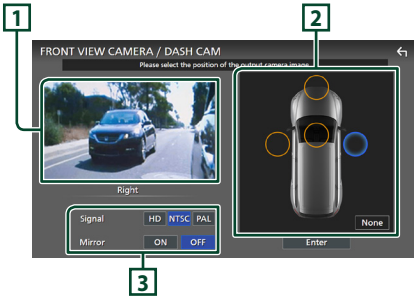 1
2
FRONT VIEW CAMERA / DASH CAM
Please select the position of the output camera image.
Right
Signal HD NTSC PAL
Mirror ON OFF
None
Enter
3